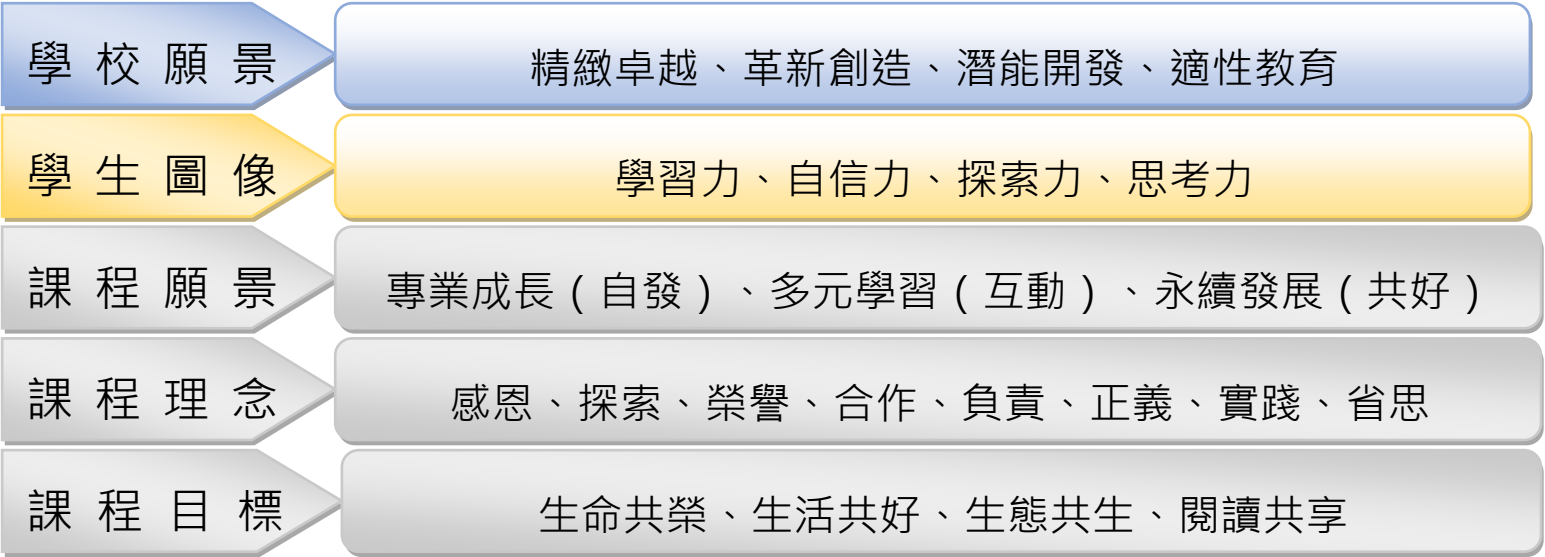 學校願景
精緻卓越、革新創造、潛能開發、適性教育
學生圖像
學習力、自信力、探索力、思考力
課程願景
專業成長(自發)、多元學習(互動)、永續發展(共好)
課程理念
感恩、探索、榮譽、合作、負責、正義、實踐、省思
課程目標
生命共榮、生活共好、生態共生、閱讀共享